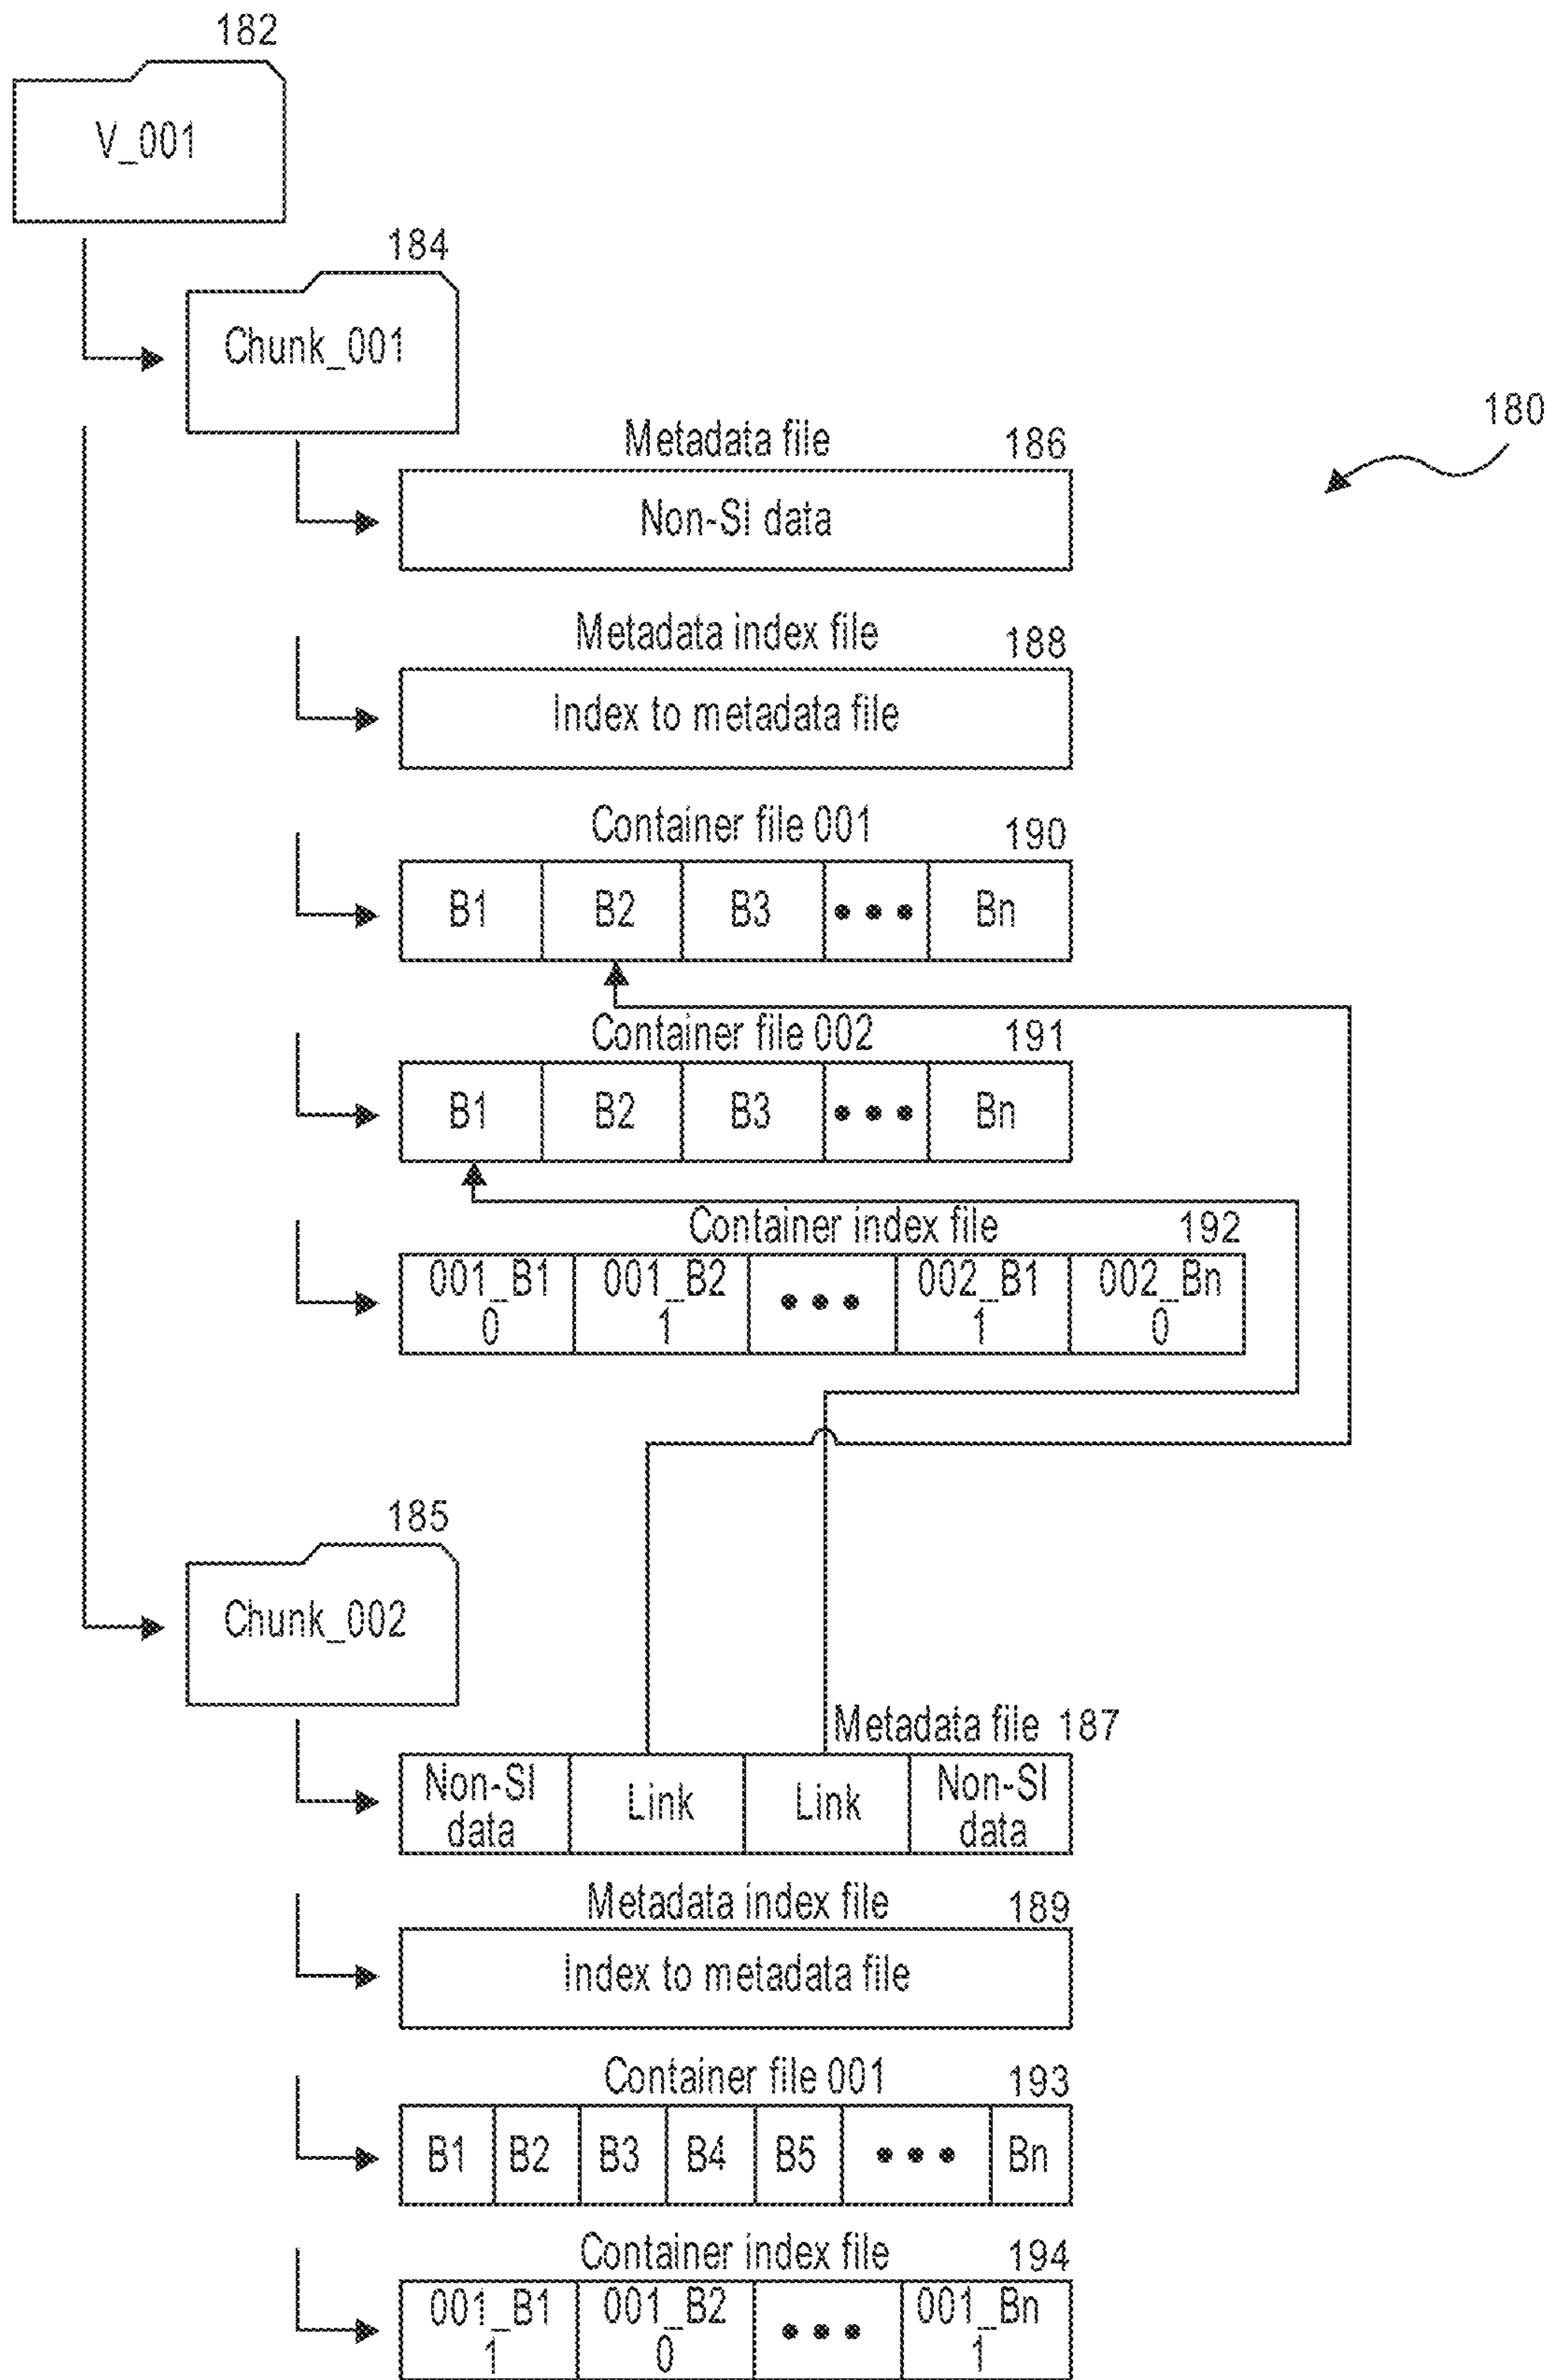 182
V_001
184
Chunk_001
180
Metadata file 186
Non-SI data
Metadata index file 188
Index to metadata file
Container file 001 190
B1 B2 B3 ••• Bn
Container file 002 191
B1 B2 B3 ••• Bn
Container index file 192
001_B1 001_B2 ••• 002_B1 002_Bn
0 1 1 0
185
Chunk_002
Metadata file 187
Non-SI Link Link Non-SI
data data
Metadata index file 189
Index to metadata file
Container file 001 193
B1 B2 B3 B4 B5 ••• Bn
Container index file 194
001_B1 001_B2 ••• 001_Bn
1 0 1